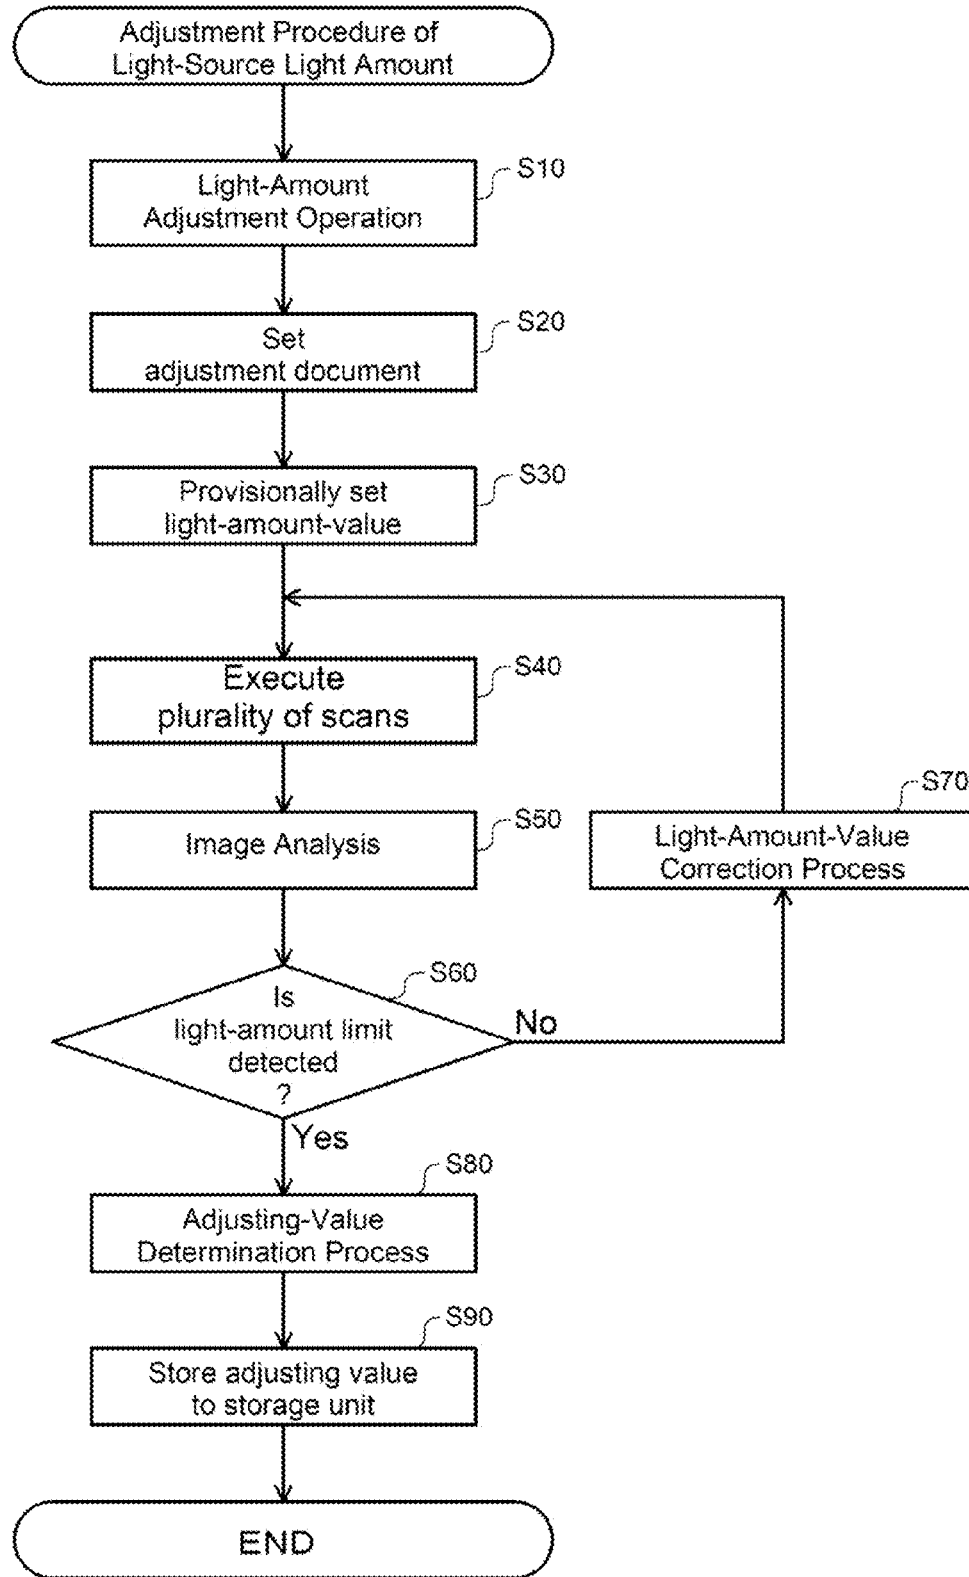 Adjustment Procedure of
Light-Source Light Amount
S10
Light-Amount
Adjustment Operation
S20
Set
adjustment document
S30
Provisionally set
light-amount-value
S40
Execute
plurality of scans
S50
Image Analysis
S70
Light-Amount-Value
Correction Process
S60
Is
light-amount limit
detected
?
No
Yes
S80
Adjusting-Value
Determination Process
S90
Store adjusting value
to storage unit
END